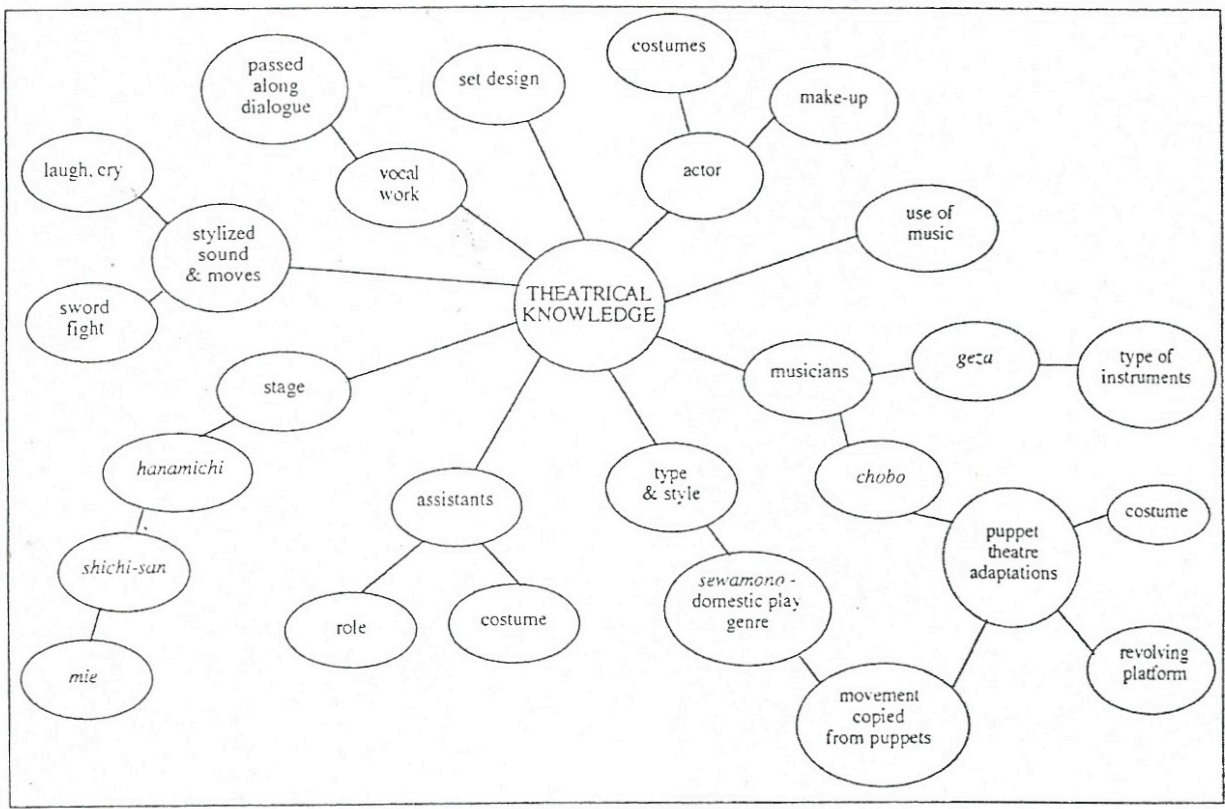 costumes
passed
along
dialogue
set design
make-up
laugh, cry
vocal
work
actor
use of
music
stylized
sound
& moves
THEATRICAL
KNOWLEDGE
sword
fight
musicians
geza
type of
instruments
stage
hanamichi
type
& style
chobo
assistants
costume
puppet
theatre
adaptations
shichi-san
sewamono -
domestic play
genre
role
costume
revolving
platform
mie
movement
copied
from puppets